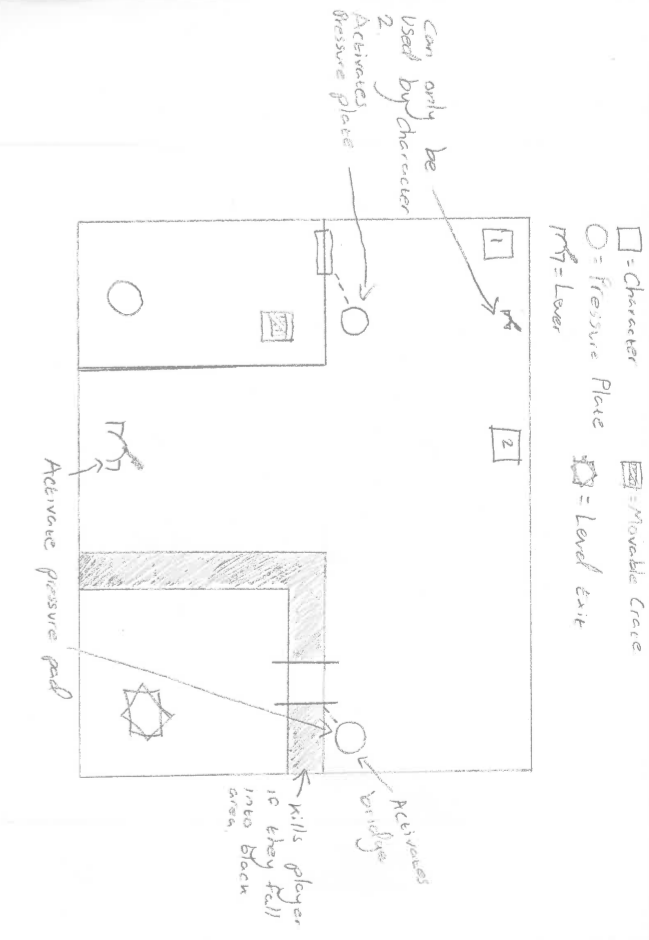 = Character = Movable Crate
= Pressure Plate = Level Exit
= Lever
1
2
Can only be
used by character
2.
Activates
pressure plate
Activates
bridge
Kills player
if they fall
into black
area.
Activate pressure pad